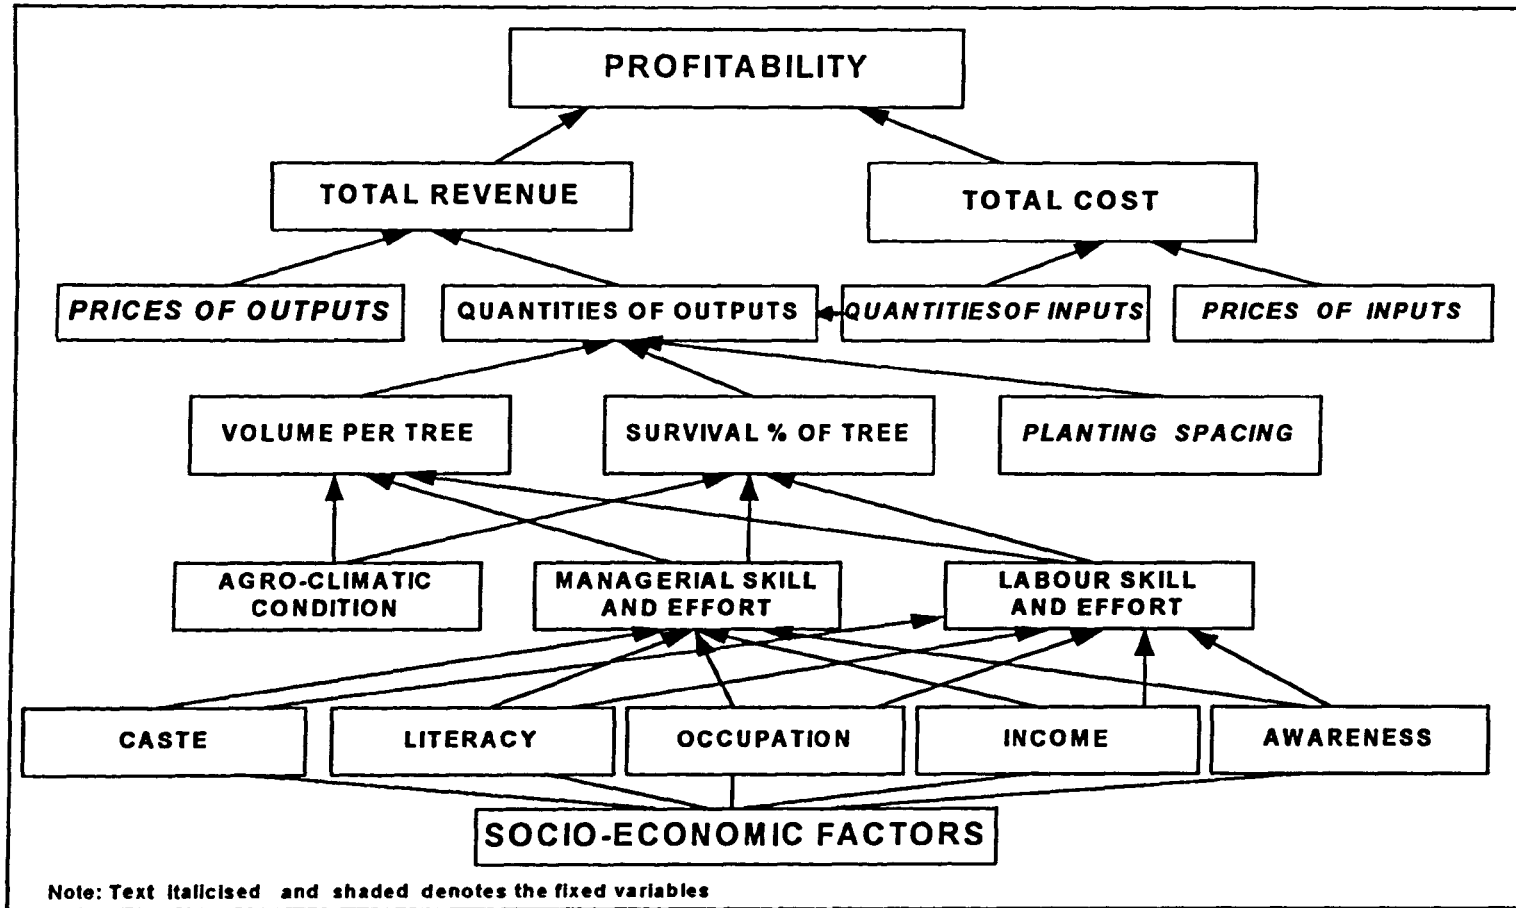 PROFITABILITY
TOTAL REVENUE
TOTAL COST
PRICES OF OUTPUTS
QUANTITIES OF OUTPUTS
QUANTITIES OF INPUTS
PRICES OF INPUTS
VOLUME PER TREE
SURVIVAL % OF TREE
PLANTING SPACING
AGRO-CLIMATIC
CONDITION
MANAGERIAL SKILL
AND EFFORT
LABOUR SKILL
AND EFFORT
CASTE
LITERACY
OCCUPATION
INCOME
AWARENESS
SOCIO-ECONOMIC FACTORS
Note: Text italicised and shaded denotes the fixed variables